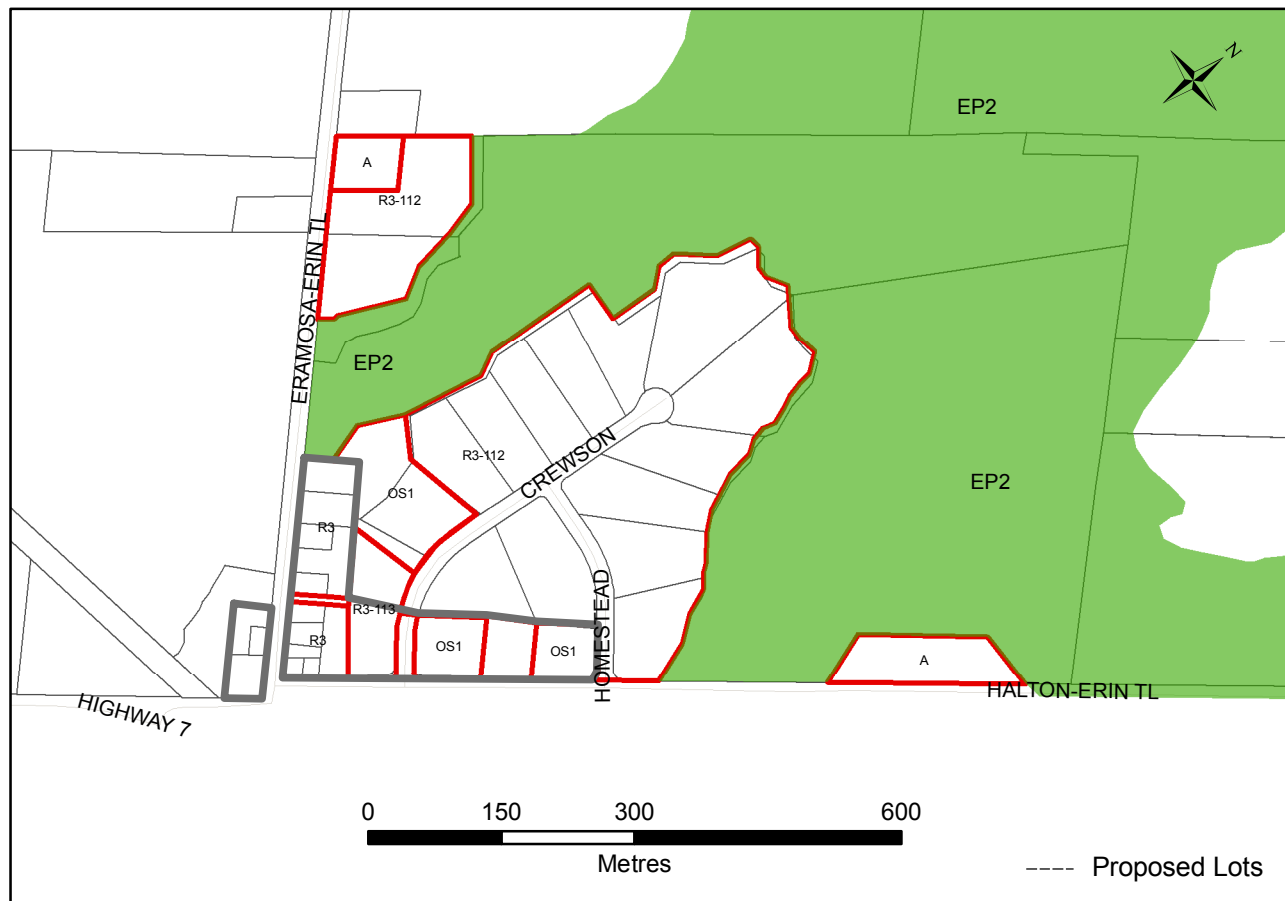 N
EP2
A
R3-112
ERAMOSA-ERIN TL
EP2
R3-112
CREWSON
OS1
EP2
R3
HOMESTEAD
R3-113
R3
OS1
OS1
A
HALTON-ERIN TL
HIGHWAY 7
0 150 300 600
Metres
Proposed Lots